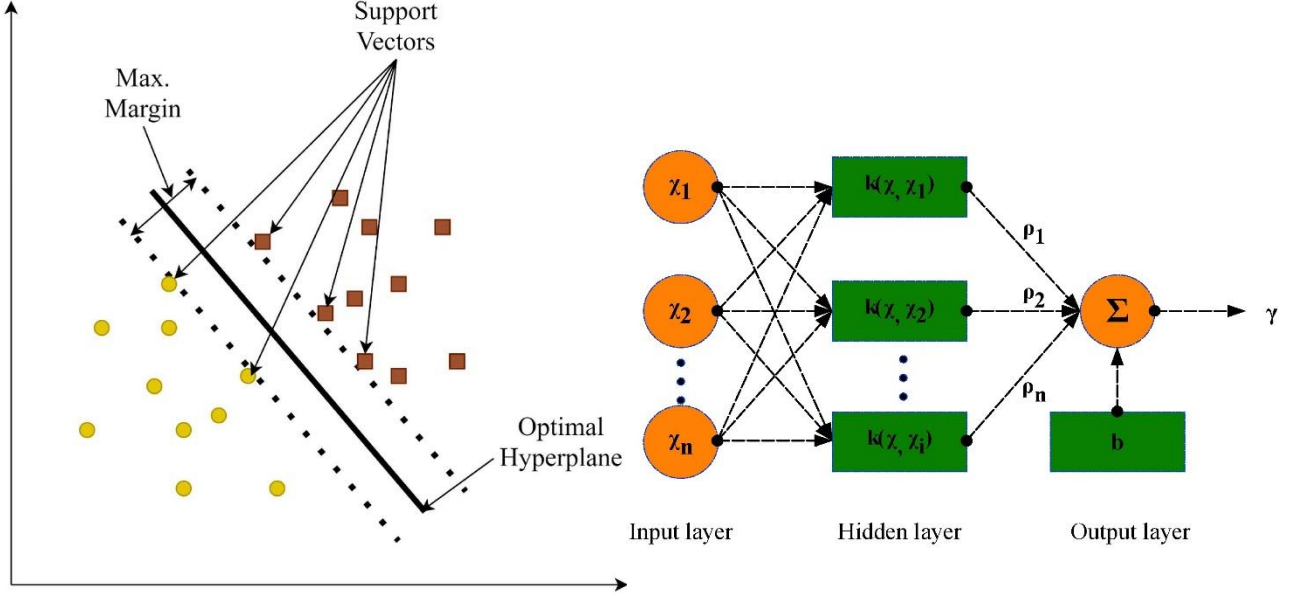 Support
Vectors
Max.
Margin
Optimal
Hyperplane
χ1
χ2
χn
k(χ, χ1)
k(χ, χ2)
k(χ, χi)
ρ1
ρ2
ρn
Σ
γ
b
Input layer
Hidden layer
Output layer